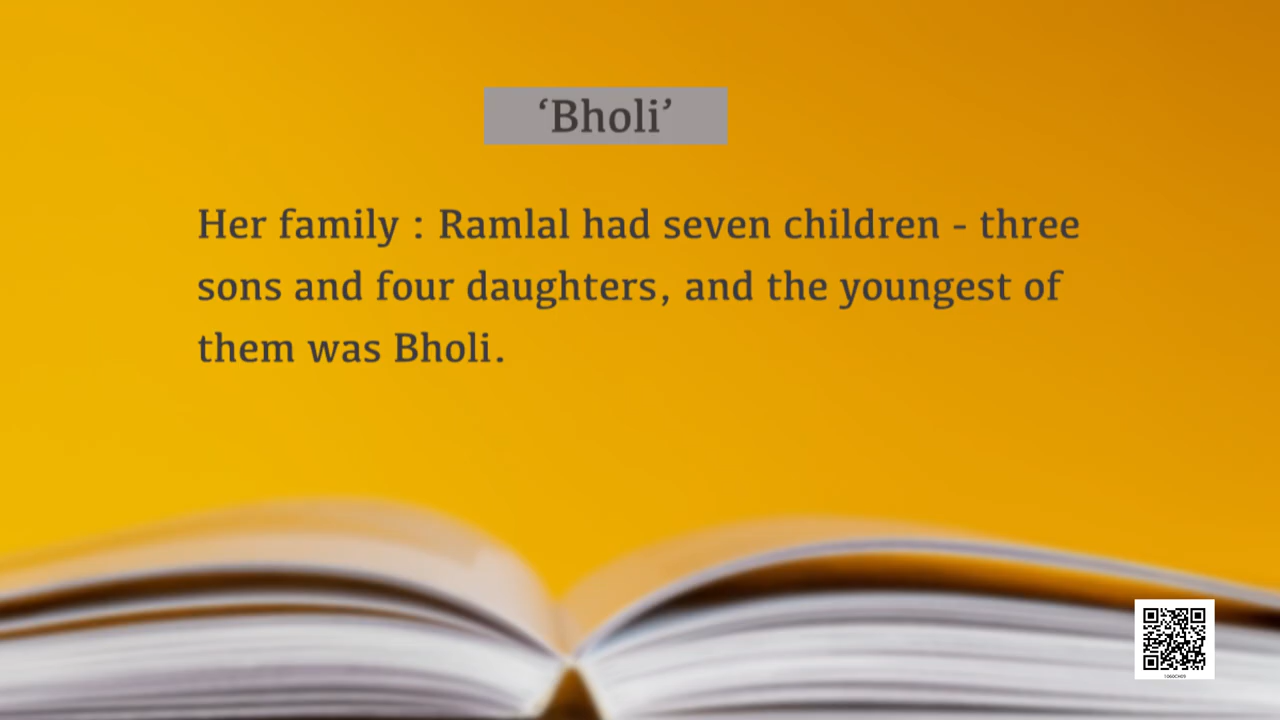 ‘Bholi’
Her family : Ramlal had seven children - three
sons and four daughters, and the youngest of
them was Bholi.